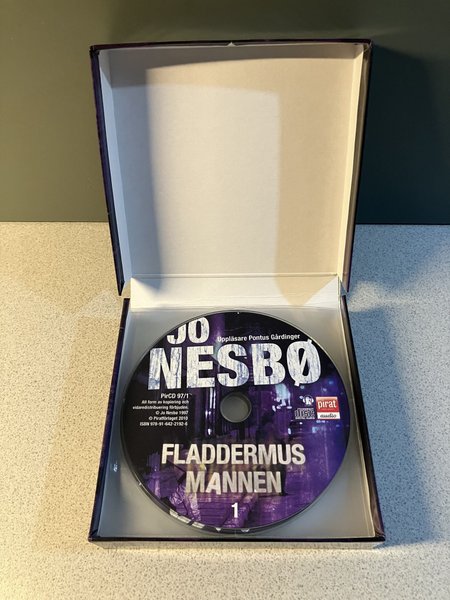 JO
Uppläsare Pontus Gårdinger
NESBØ
PirCD 97/1
All form av kopiering och
vidaredistribuering förbjuden.
© Jo Nesbø 1997
© Piratförlaget 2010
ISBN 978-91-642-2192-6
pirat
audio
FLADDERMUS
MANNEN
1